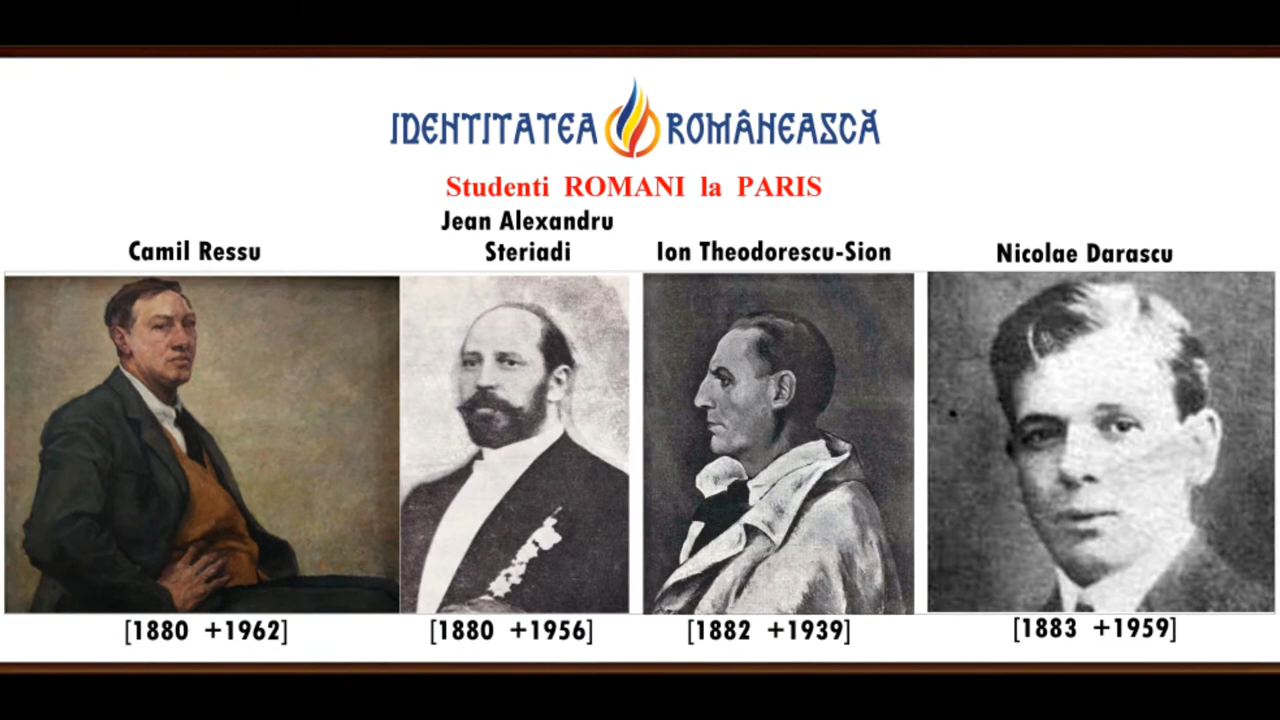 IDENTITATEA ROMÂNEASCĂ
Studenti ROMANI la PARIS
Camil Ressu
Jean Alexandru
Steriadi
Ion Theodorescu-Sion
Nicolae Darascu
[1880 +1962]
[1880 +1956]
[1882 +1939]
[1883 +1959]